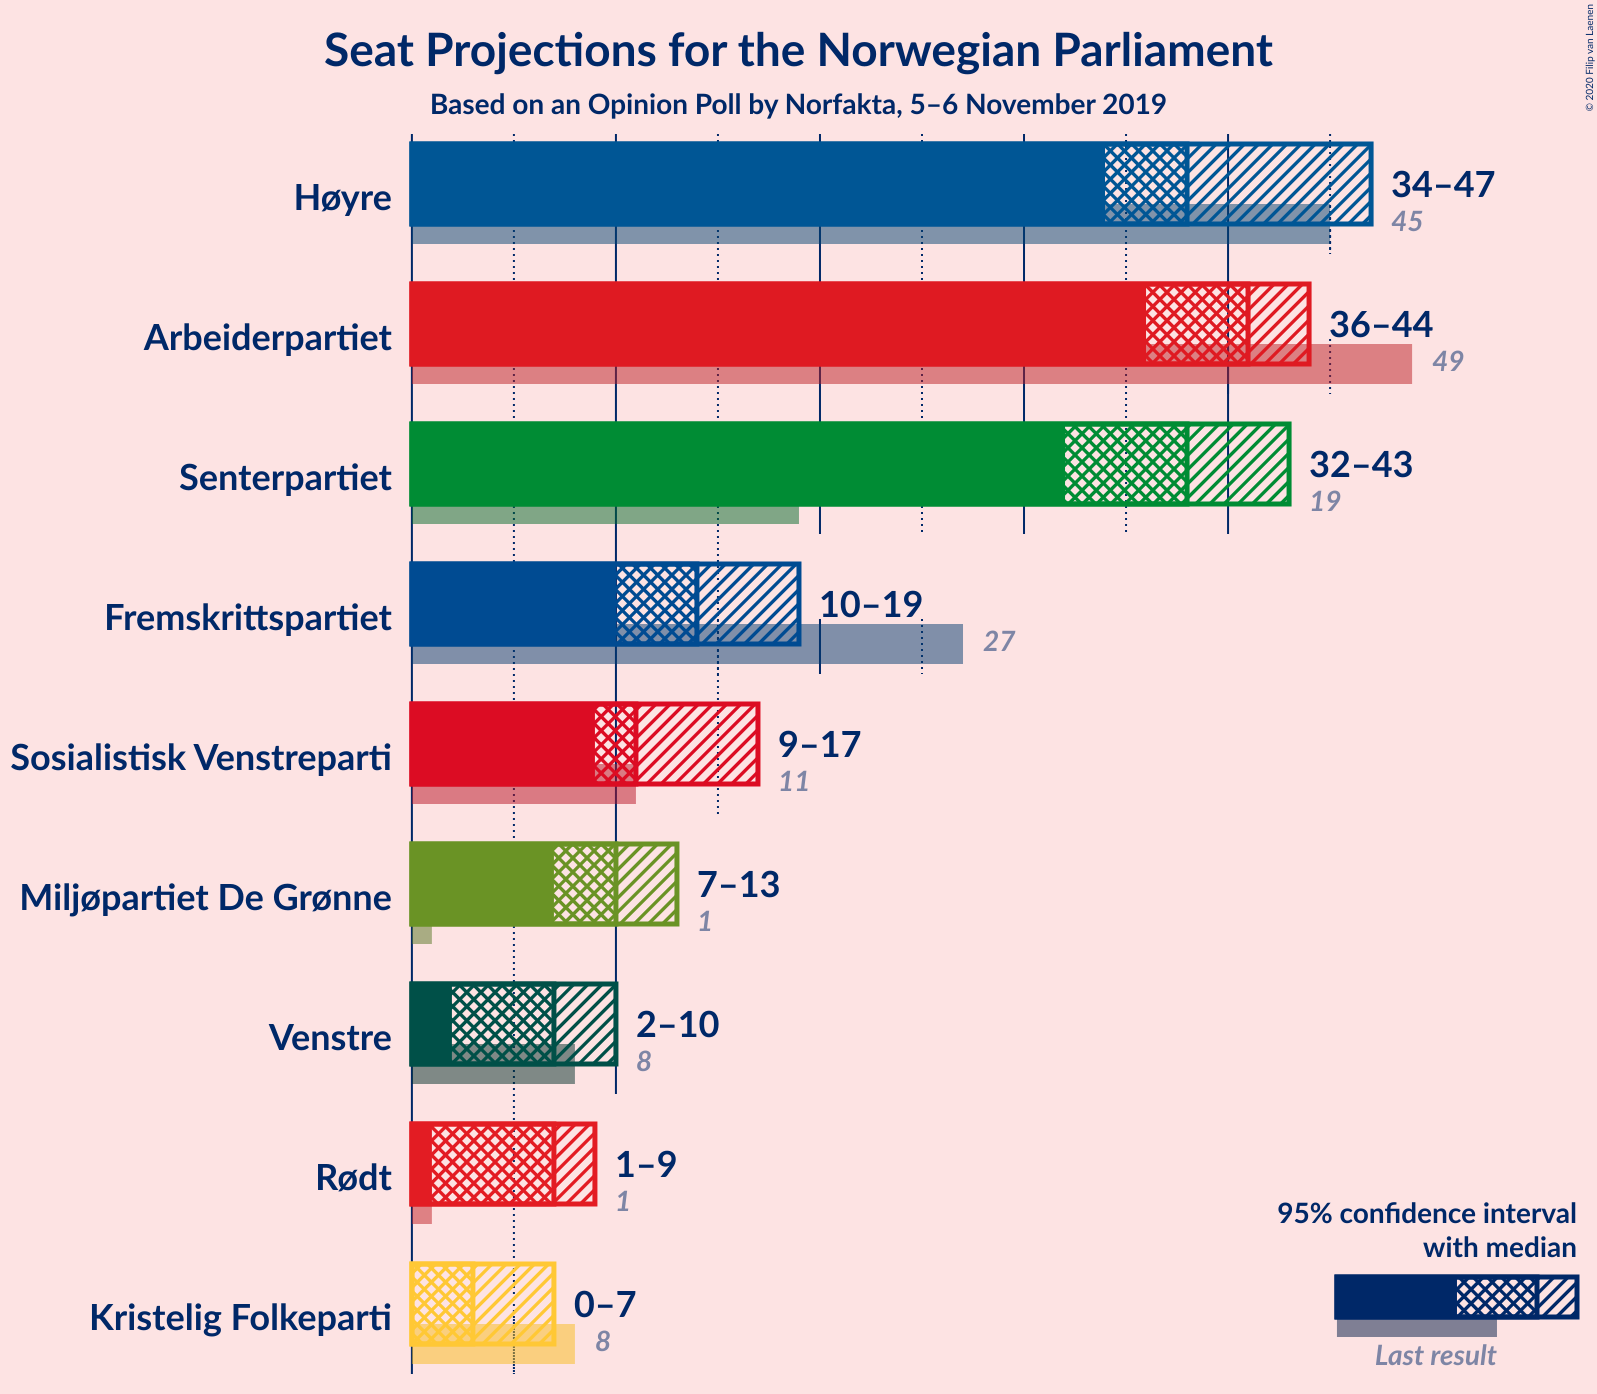 Seat Projections for the Norwegian Parliament
Based on an Opinion Poll by Norfakta, 5–6 November 2019
© 2020 Filip van Laenen
Høyre
34–47
45
Arbeiderpartiet
36–44
49
Senterpartiet
32–43
19
Fremskrittspartiet
10–19
27
Sosialistisk Venstreparti
9–17
11
Miljøpartiet De Grønne
7–13
1
Venstre
2–10
8
Rødt
1–9
1
Kristelig Folkeparti
0–7
8
95% confidence interval
with median
Last result